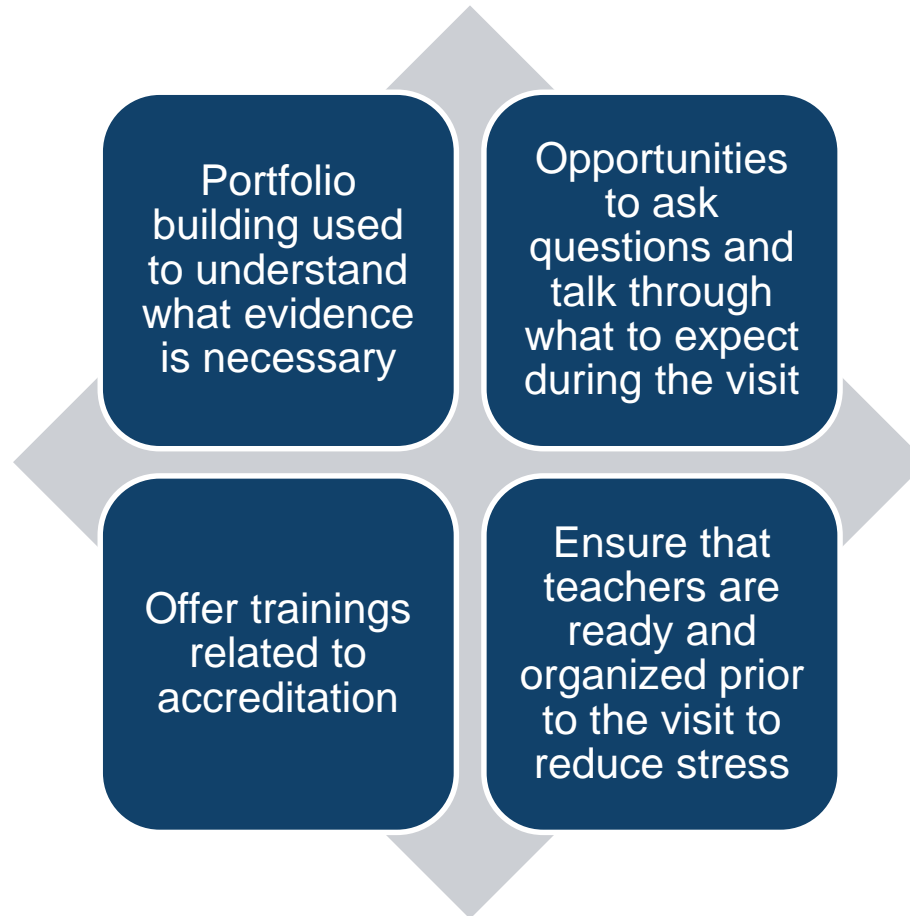 Portfolio
building used
to understand
what evidence
is necessary
Opportunities
to ask
questions and
talk through
what to expect
during the visit
Offer trainings
related to
accreditation
Ensure that
teachers are
ready and
organized prior
to the visit to
reduce stress